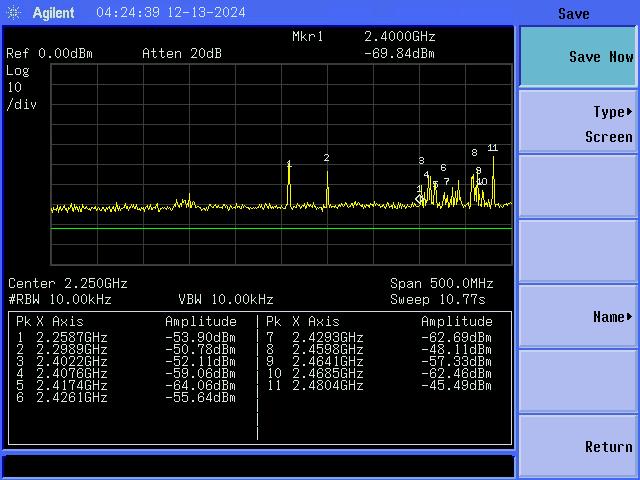 Agilent 04:24:39 12-13-2024
Save
Mkr1 2.4000GHz
Ref 0.00dBm Atten 20dB -69.84dBm
Log
10
/div
1 2 3 4 5 6 7 8 9 10 11
1
Center 2.250GHz Span 500.0MHz
#RBW 10.00kHz VBW 10.00kHz Sweep 10.77s
Pk X Axis Amplitude Pk X Axis Amplitude
1 2.2587GHz -53.90dBm 7 2.4293GHz -62.69dBm
2 2.2989GHz -50.78dBm 8 2.4598GHz -48.11dBm
3 2.4022GHz -52.11dBm 9 2.4641GHz -57.33dBm
4 2.4076GHz -59.06dBm 10 2.4685GHz -62.46dBm
5 2.4174GHz -64.06dBm 11 2.4804GHz -45.49dBm
6 2.4261GHz -55.64dBm
Save Now
Type
Screen
Name
Return